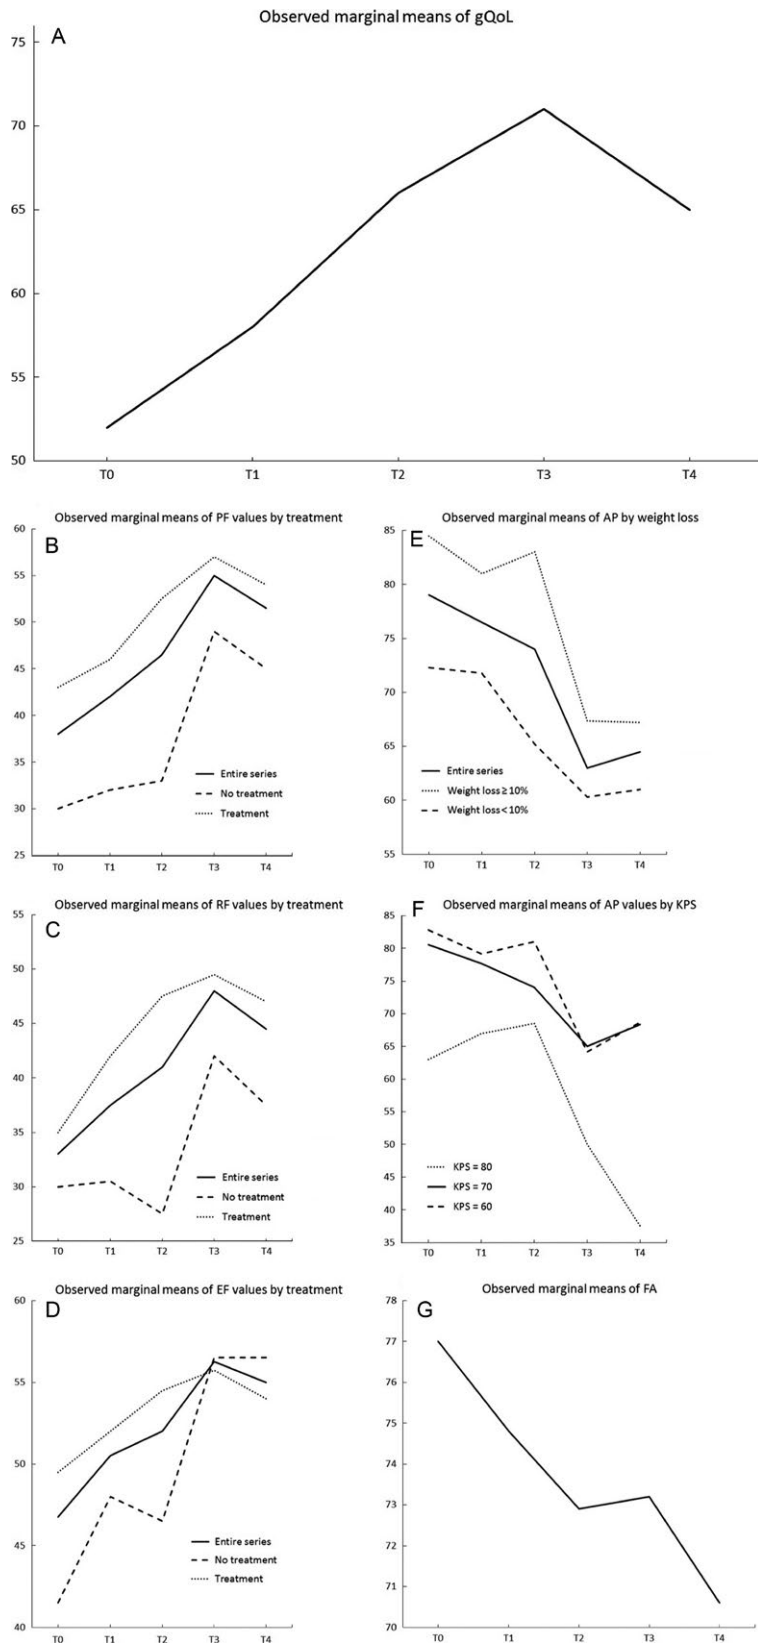 Observed marginal means of gQoL
A
75
70
65
60
55
50
T0 T1 T2 T3 T4
Observed marginal means of PF values by treatment
B
60
55
50
45
40
35
30
25
Entire series
No treatment
Treatment
T0 T1 T2 T3 T4
Observed marginal means of AP by weight loss
E
85
80
75
70
65
60
55
Entire series
Weight loss ≥ 10%
Weight loss < 10%
T0 T1 T2 T3 T4
Observed marginal means of RF values by treatment
C
55
50
45
40
35
30
25
Entire series
No treatment
Treatment
T0 T1 T2 T3 T4
Observed marginal means of AP values by KPS
F
85
80
75
70
65
60
55
50
45
40
35
KPS = 80
KPS = 70
KPS = 60
T0 T1 T2 T3 T4
Observed marginal means of EF values by treatment
D
60
55
50
45
40
Entire series
No treatment
Treatment
T0 T1 T2 T3 T4
Observed marginal means of FA
G
78
77
76
75
74
73
72
71
70
T0 T1 T2 T3 T4